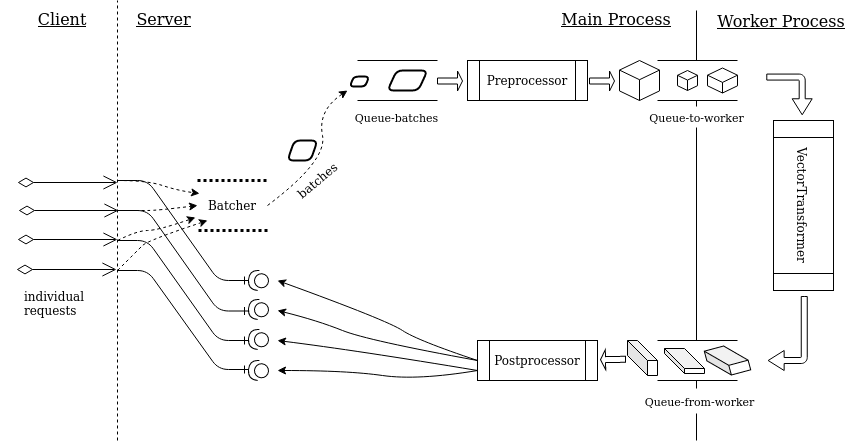 Client
Server
Main Process
Worker Process
Preprocessor
Queue-batches
Queue-to-worker
batches
Batcher
VectorTransformer
individual
requests
Postprocessor
Queue-from-worker